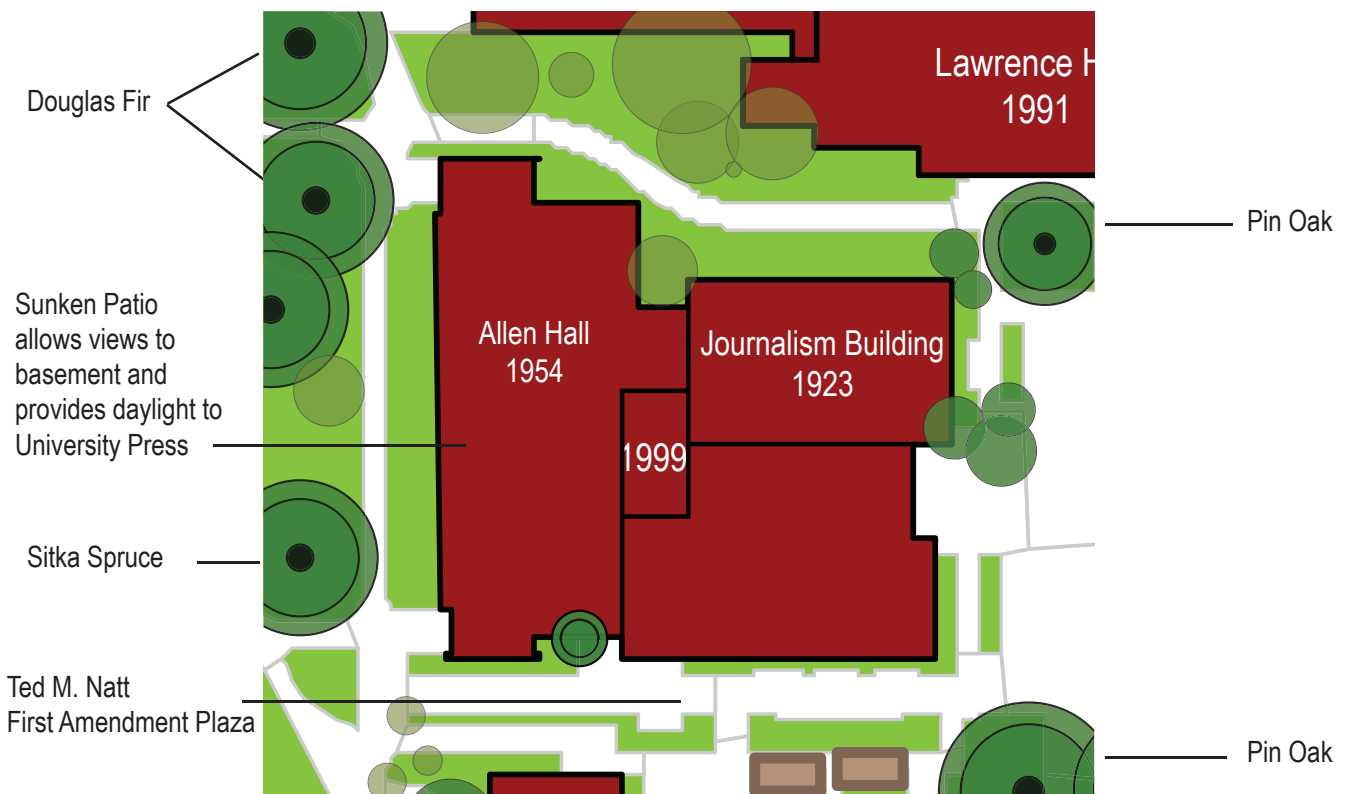 Lawrence H
1991
Douglas Fir
Pin Oak
Sunken Patio
allows views to
basement and
provides daylight to
University Press
Allen Hall
1954
Journalism Building
1923
1999
Sitka Spruce
Ted M. Natt
First Amendment Plaza
Pin Oak